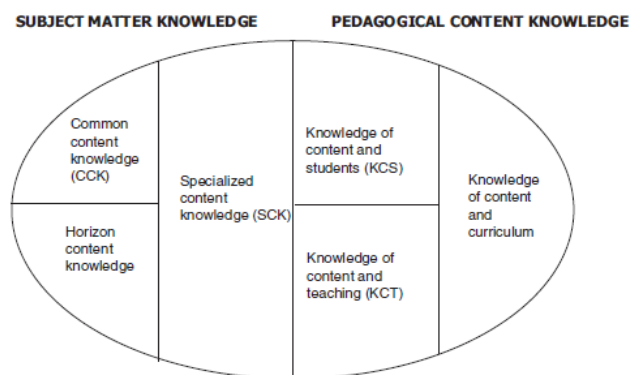 SUBJECT MATTER KNOWLEDGE
PEDAGOGICAL CONTENT KNOWLEDGE
Common
content
knowledge
(CCK)
Horizon
content
knowledge
Specialized
content
knowledge (SCK)
Knowledge of
content and
students (KCS)
Knowledge of
content and
teaching (KCT)
Knowledge
of content
and
curriculum